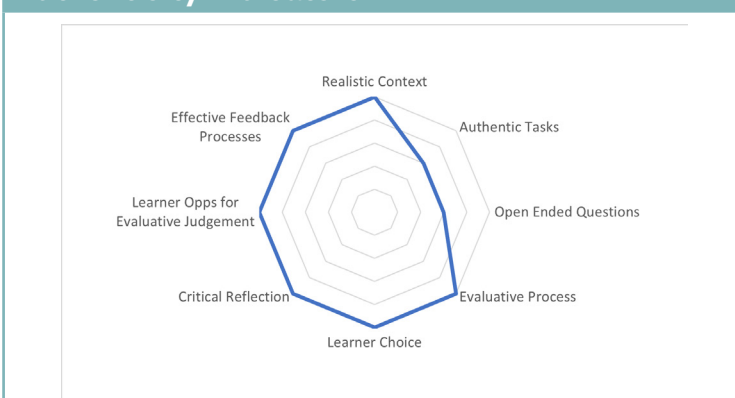 Realistic Context
Effective Feedback
Processes
Authentic Tasks
Learner Opps for
Evaluative Judgement
Open Ended Questions
Critical Reflection
Evaluative Process
Learner Choice